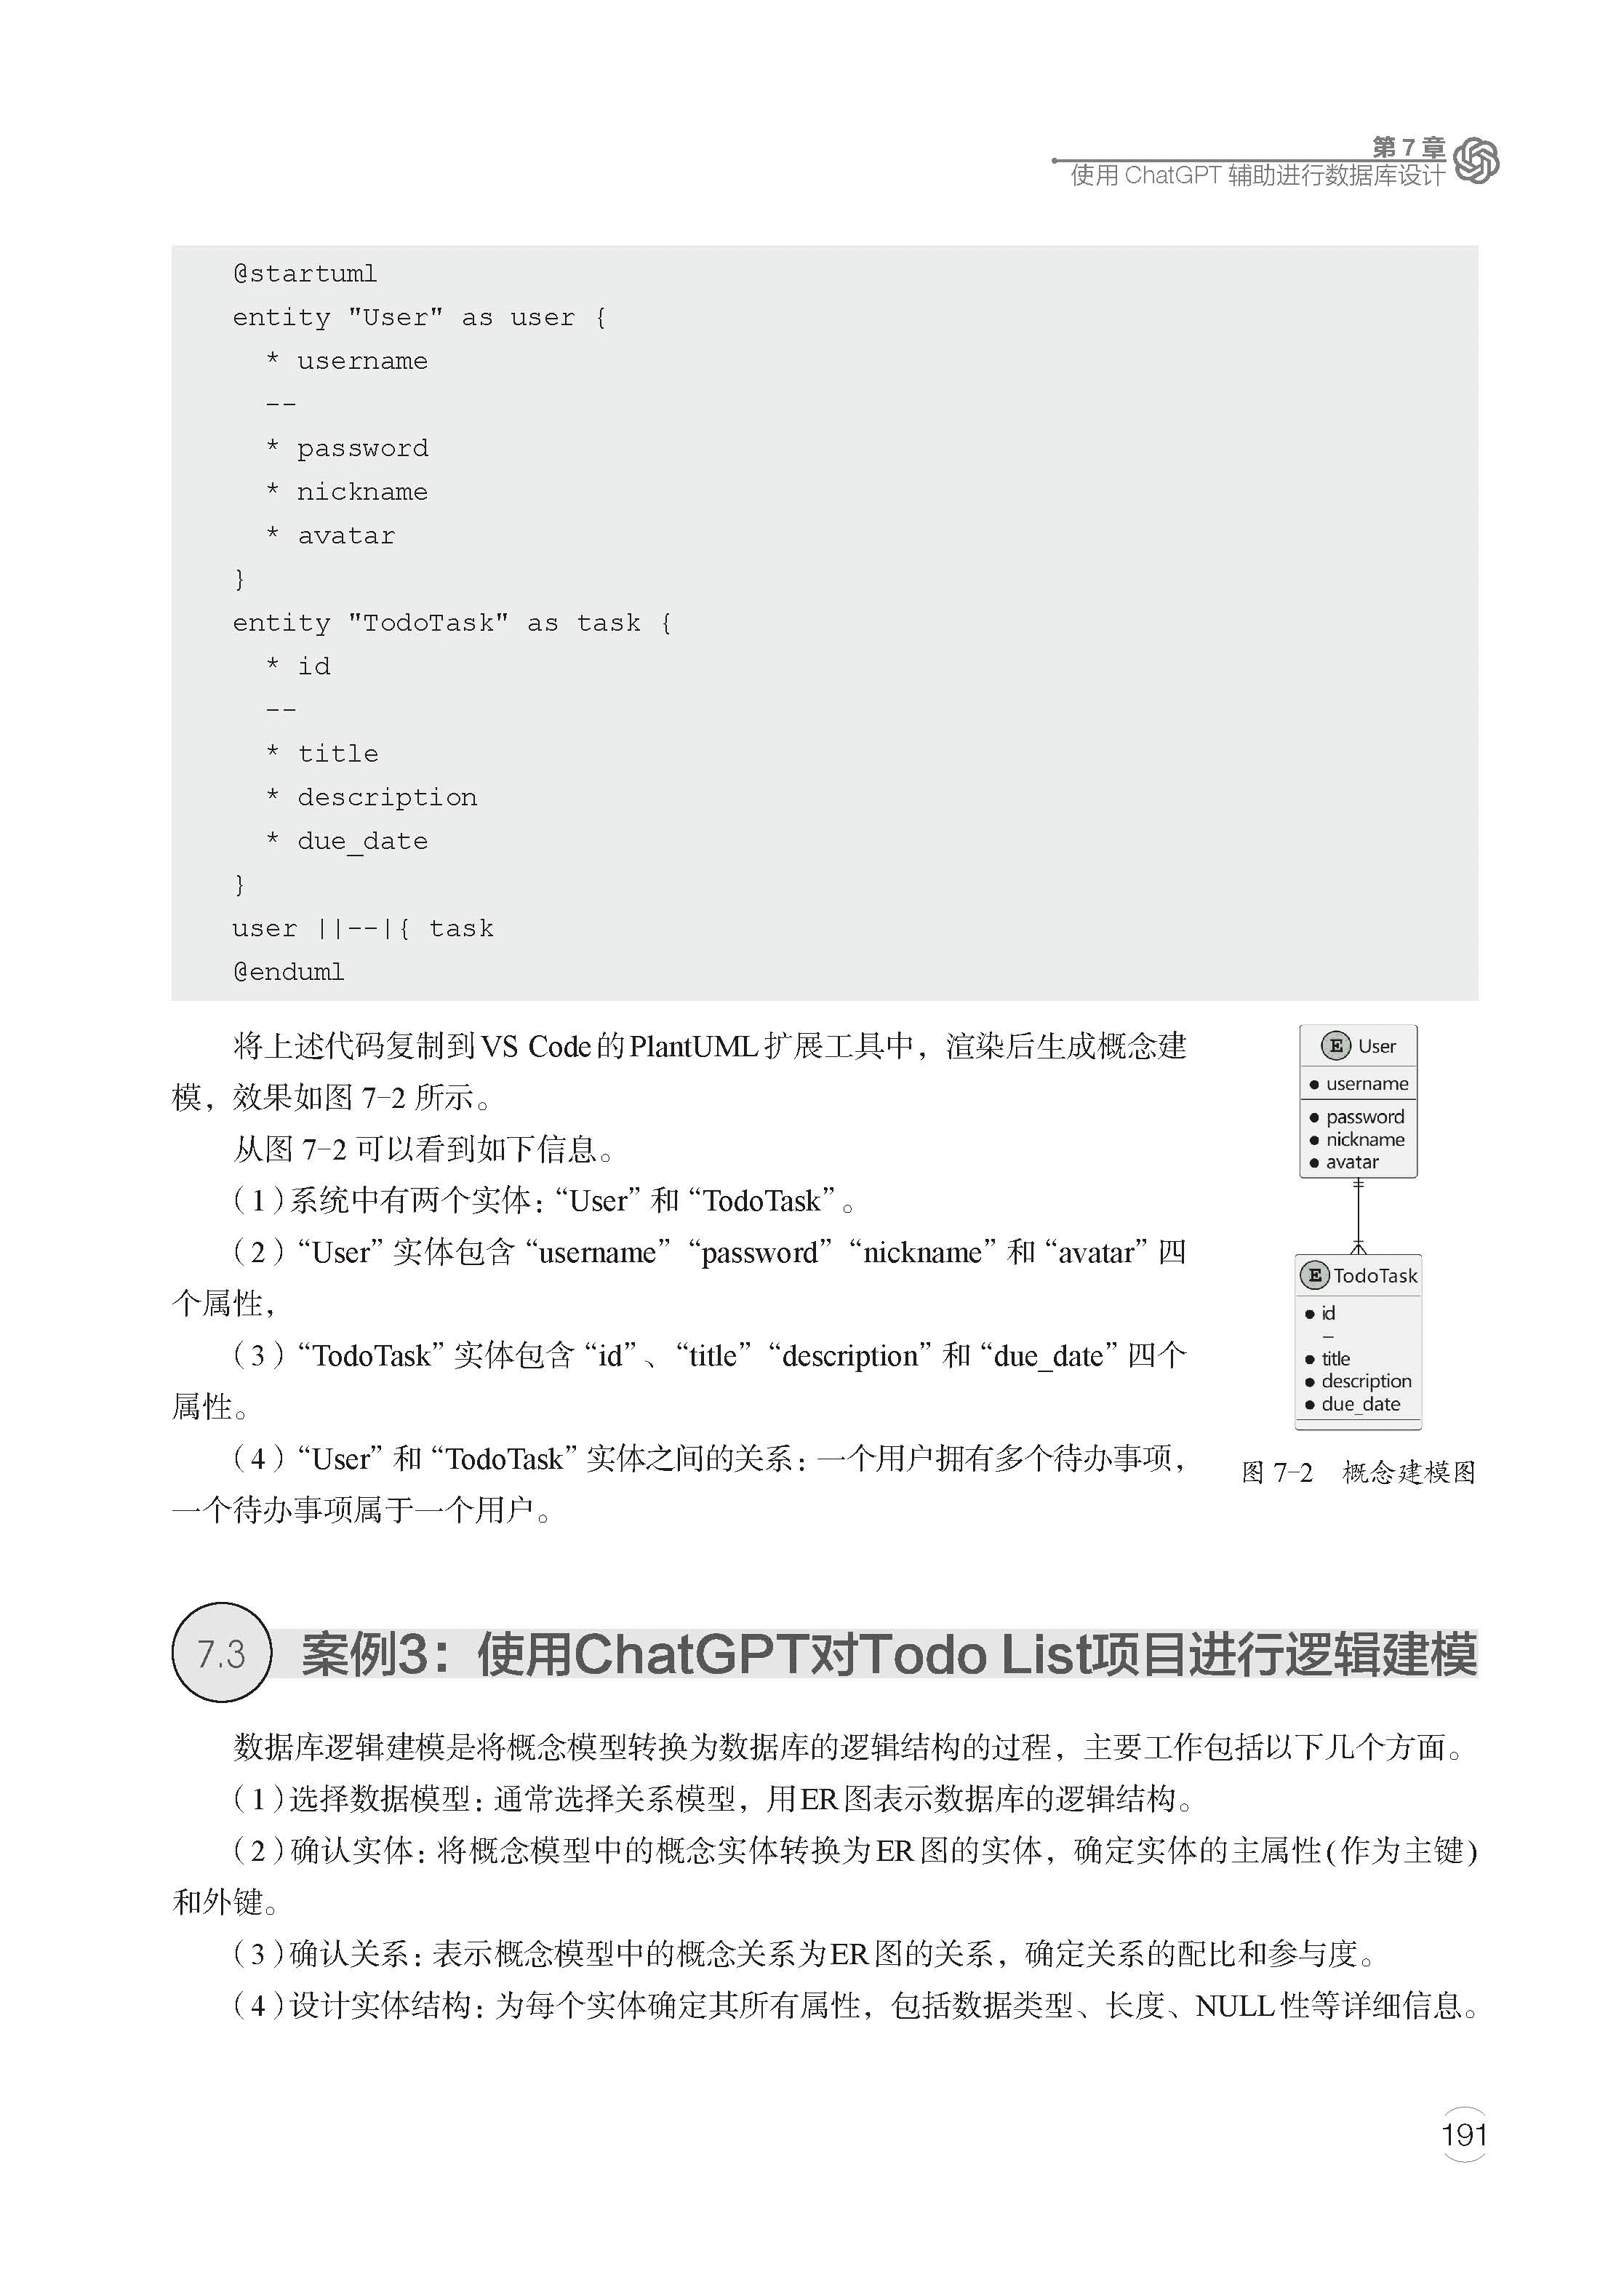 第 7 章
使用 ChatGPT 辅助进行数据库设计
@startuml
entity "User" as user {
  * username
  --
  * password
  * nickname
  * avatar
}
entity "TodoTask" as task {
  * id
  --
  * title
  * description
  * due_date
}
user ||--|{ task
@enduml
将上述代码复制到VS Code的PlantUML扩展工具中，渲染后生成概念建
模，效果如图 7-2 所示。
从图 7-2 可以看到如下信息。
（1）系统中有两个实体：“User”和“TodoTask”。
（2）“User”实体包含“username”“password”“nickname”和“avatar”四
个属性，
（3）“TodoTask”实体包含“id”、“title”“description”和“due_date”四个
属性。
（4）“User”和“TodoTask”实体之间的关系：一个用户拥有多个待办事项，
一个待办事项属于一个用户。
E User
● username
● password
● nickname
● avatar
E TodoTask
● id
–
● title
● description
● due_date
图 7-2 概念建模图
7.3 案例3：使用ChatGPT对Todo List项目进行逻辑建模
数据库逻辑建模是将概念模型转换为数据库的逻辑结构的过程，主要工作包括以下几个方面。
（1）选择数据模型：通常选择关系模型，用ER图表示数据库的逻辑结构。
（2）确认实体：将概念模型中的概念实体转换为ER图的实体，确定实体的主属性(作为主键)
和外键。
（3）确认关系：表示概念模型中的概念关系为ER图的关系，确定关系的配比和参与度。
（4）设计实体结构：为每个实体确定其所有属性，包括数据类型、长度、NULL性等详细信息。
191